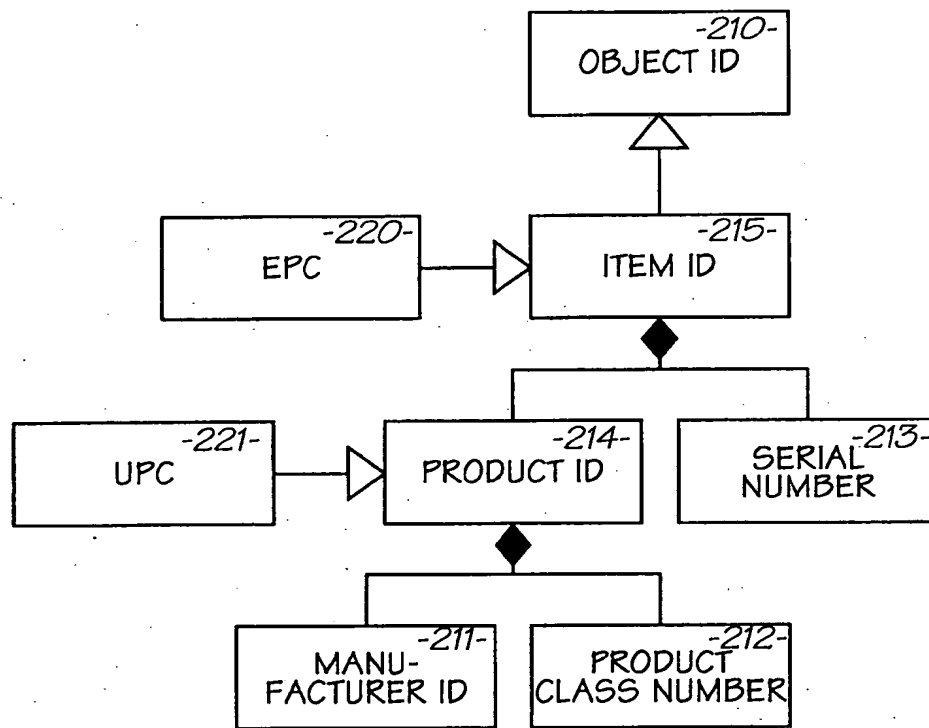 -210-
OBJECT ID
-220-
EPC
-215-
ITEM ID
-221-
UPC
-214-
PRODUCT ID
-213-
SERIAL
NUMBER
-211-
MANU-
FACTURER ID
-212-
PRODUCT
CLASS NUMBER